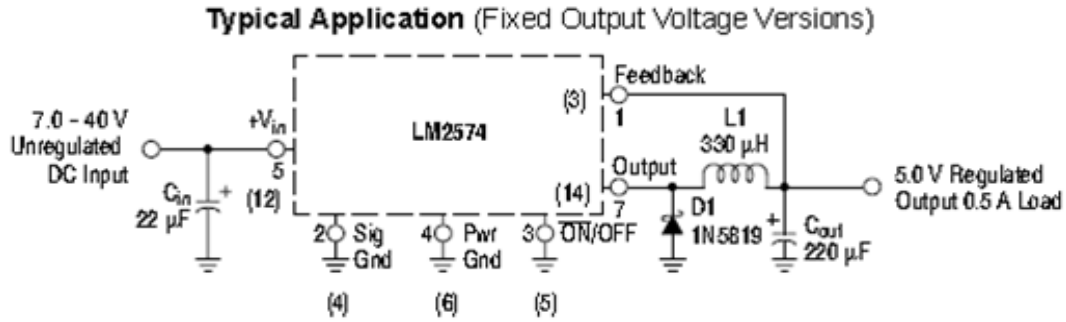 Typical Application (Fixed Output Voltage Versions)
Feedback
(3)
1
7.0 - 40 V
Unregulated
DC Input
+Vin
5
(12)
LM2574
L1
330 µH
Output
(14)
7
5.0 V Regulated
Output 0.5 A Load
Cin
22 µF
+
D1
1N5819
+
Cout
220 µF
2
Sig
Gnd
4
Pwr
Gnd
3
ON/OFF
(4)
(6)
(5)